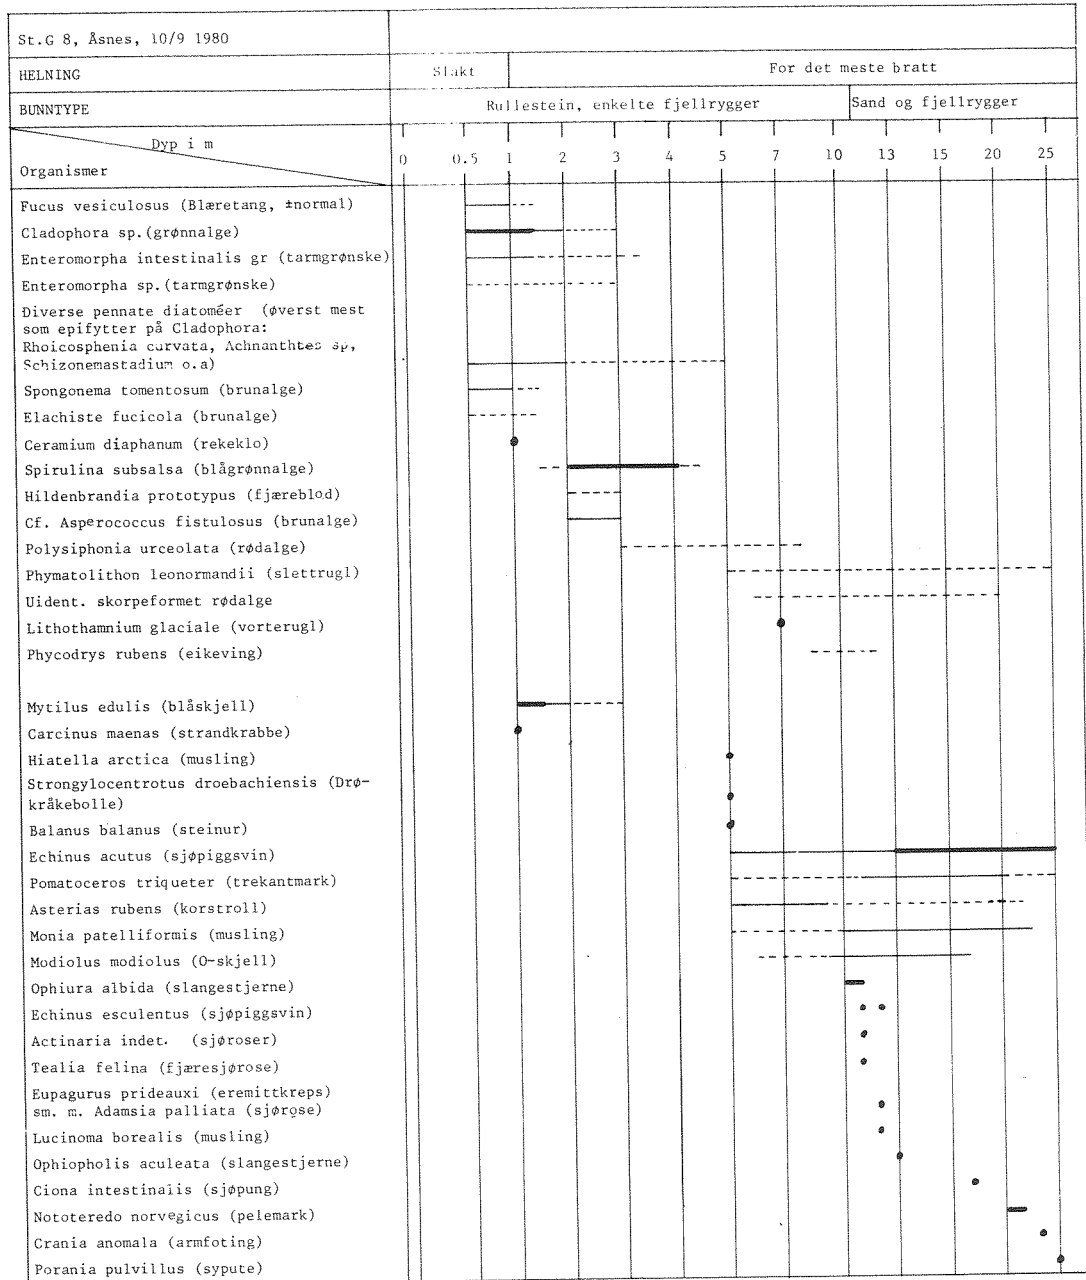 St.G 8, Åsnes, 10/9 1980
HELNING Slakt For det meste bratt
BUNNTYPE Rullestein, enkelte fjellrygger Sand og fjellrygger
Dyp i m
0 0.5 1 2 3 4 5 7 10 13 15 20 25
Organismer
Fucus vesiculosus (Blæretang, ±normal)
Cladophora sp.(grønnalge)
Enteromorpha intestinalis gr (tarmgrønske)
Enteromorpha sp.(tarmgrønske)
Diverse pennate diatoméer (øverst mest
som epifytter på Cladophora:
Rhoicosphenia curvata, Achnanthes sp,
Schizonemastadium o.a)
Spongonema tomentosum (brunalge)
Elachiste fucicola (brunalge)
Ceramium diaphanum (rekeklo)
Spirulina subsalsa (blågrønnalge)
Hildenbrandia prototypus (fjæreblod)
Cf. Asperococcus fistulosus (brunalge)
Polysiphonia urceolata (rødalge)
Phymatolithon leonormandii (slettrugl)
Uident. skorpeformet rødalge
Lithothamnium glaciale (vorterugl)
Phycodrys rubens (eikeving)
Mytilus edulis (blåskjell)
Carcinus maenas (strandkrabbe)
Hiatella arctica (musling)
Strongylocentrotus droebachiensis (Drø-
kråkebolle)
Balanus balanus (steinur)
Echinus acutus (sjøpiggsvin)
Pomatoceros triqueter (trekantmark)
Asterias rubens (korstroll)
Monia patelliformis (musling)
Modiolus modiolus (O-skjell)
Ophiura albida (slangestjerne)
Echinus esculentus (sjøpiggsvin)
Actinaria indet. (sjøroser)
Tealia felina (fjæresjørose)
Eupagurus prideauxi (eremittkreps)
sm. m. Adamsia palliata (sjørose)
Lucinoma borealis (musling)
Ophiopholis aculeata (slangestjerne)
Ciona intestinalis (sjøpung)
Nototeredo norvegicus (pelemark)
Crania anomala (armfoting)
Porania pulvillus (sypute)